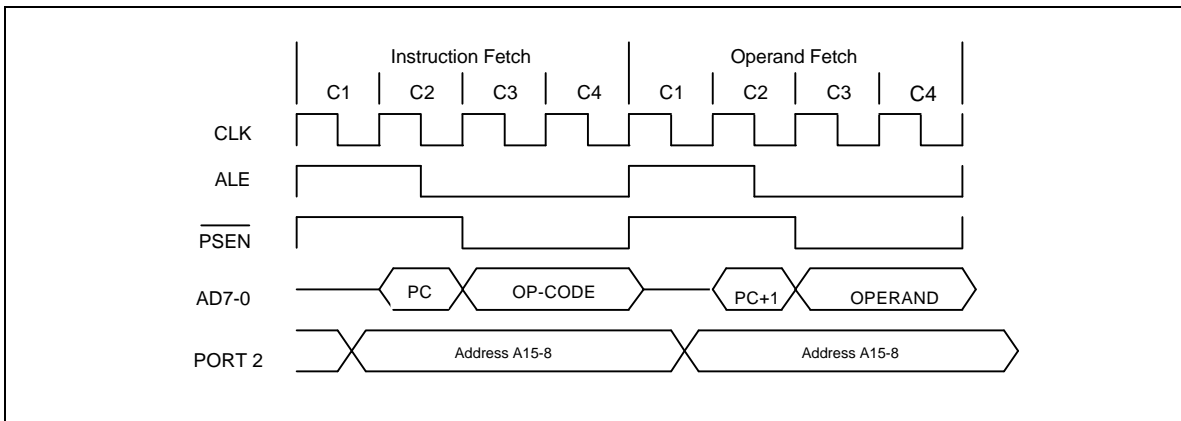 Instruction Fetch Operand Fetch
C1 C2 C3 C4 C1 C2 C3 C4
CLK
ALE
PSEN
AD7-0 PC OP-CODE PC+1 OPERAND
PORT 2 Address A15-8 Address A15-8